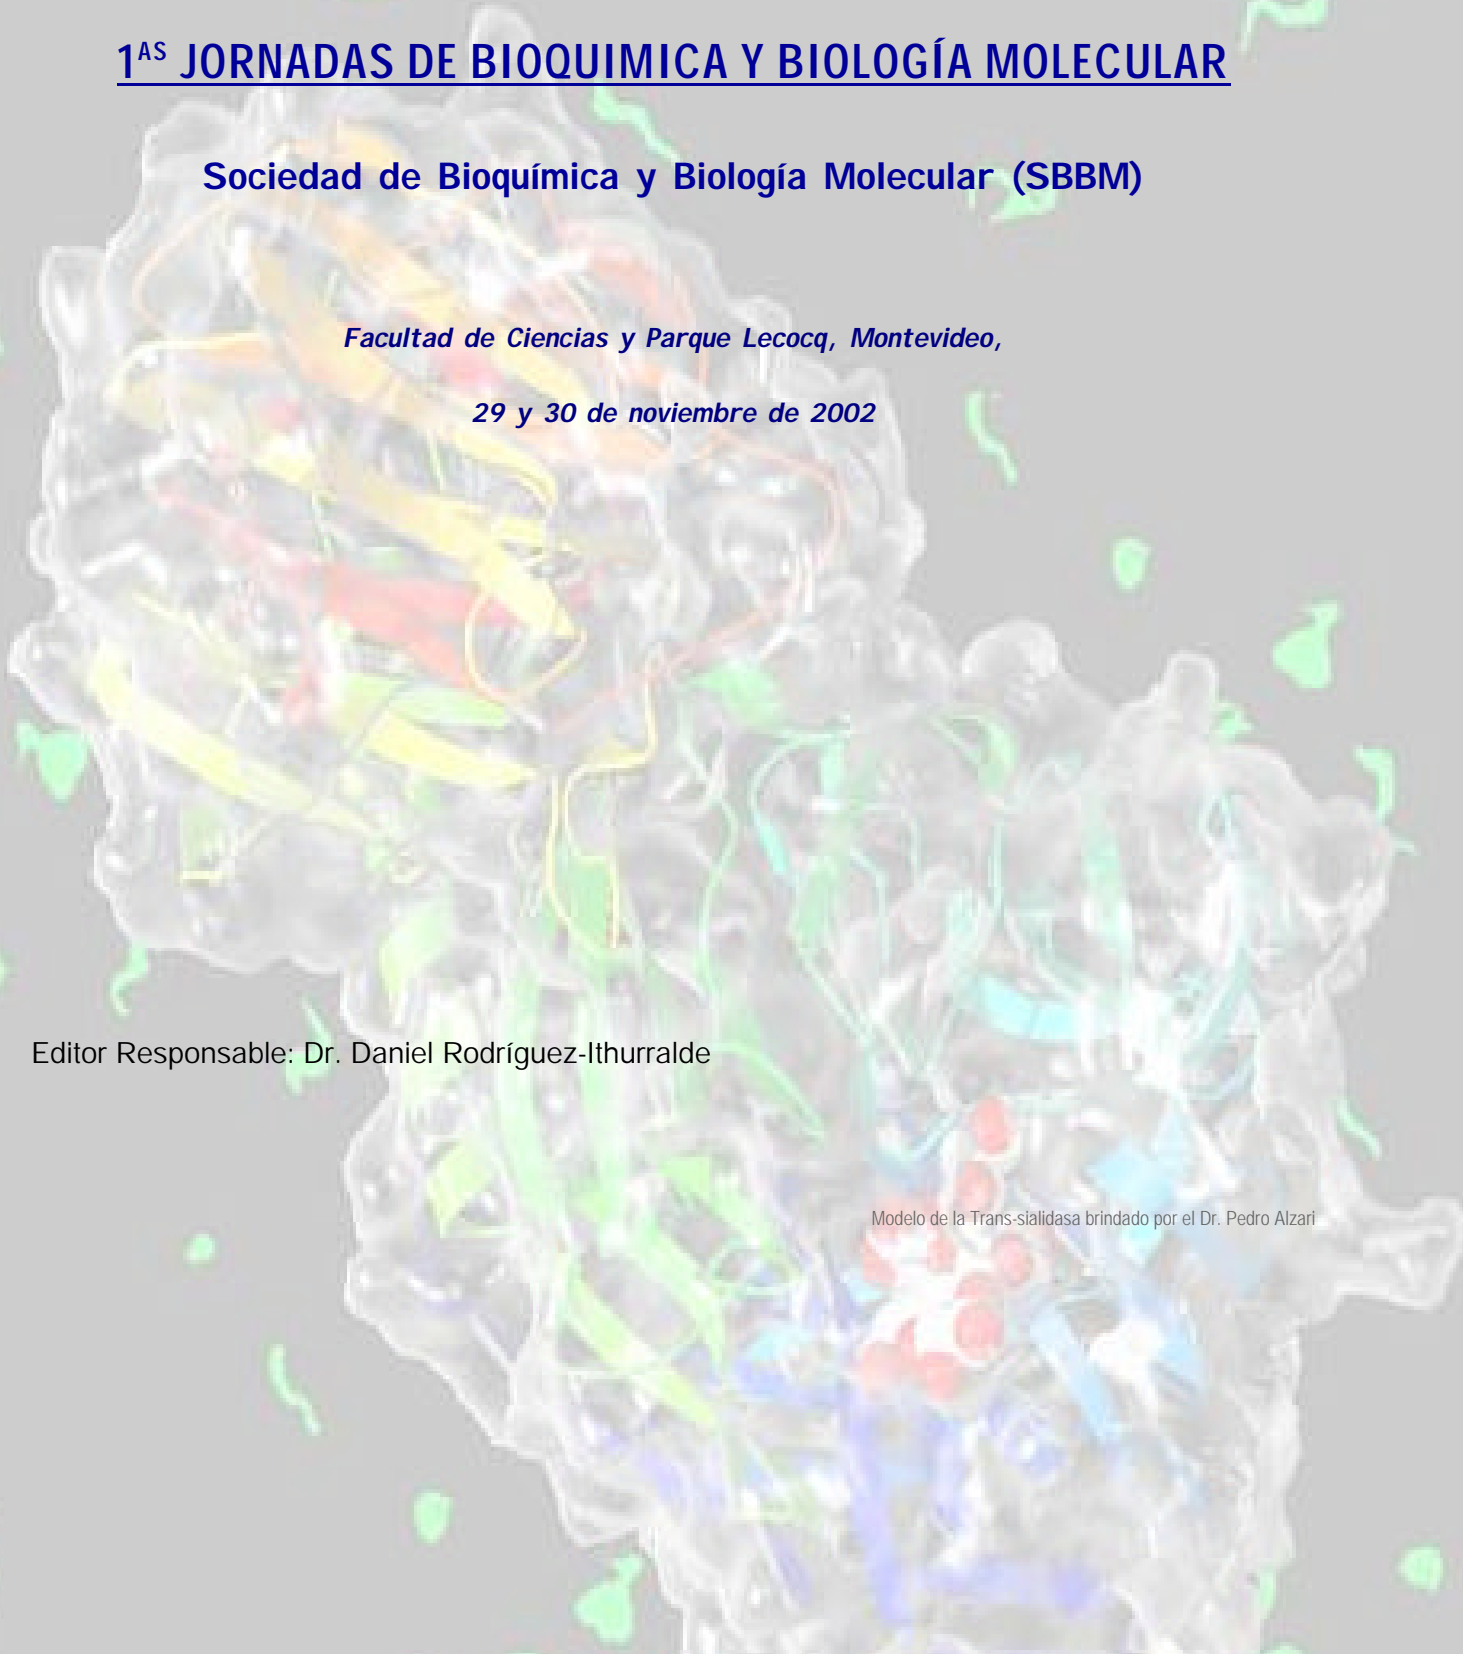 1AS JORNADAS DE BIOQUIMICA Y BIOLOGÍA MOLECULAR
Sociedad de Bioquímica y Biología Molecular (SBBM)
Facultad de Ciencias y Parque Lecocq, Montevideo,
29 y 30 de noviembre de 2002
Editor Responsable: Dr. Daniel Rodríguez-Ithurralde
Modelo de la Trans-sialidasa brindado por el Dr. Pedro Alzari